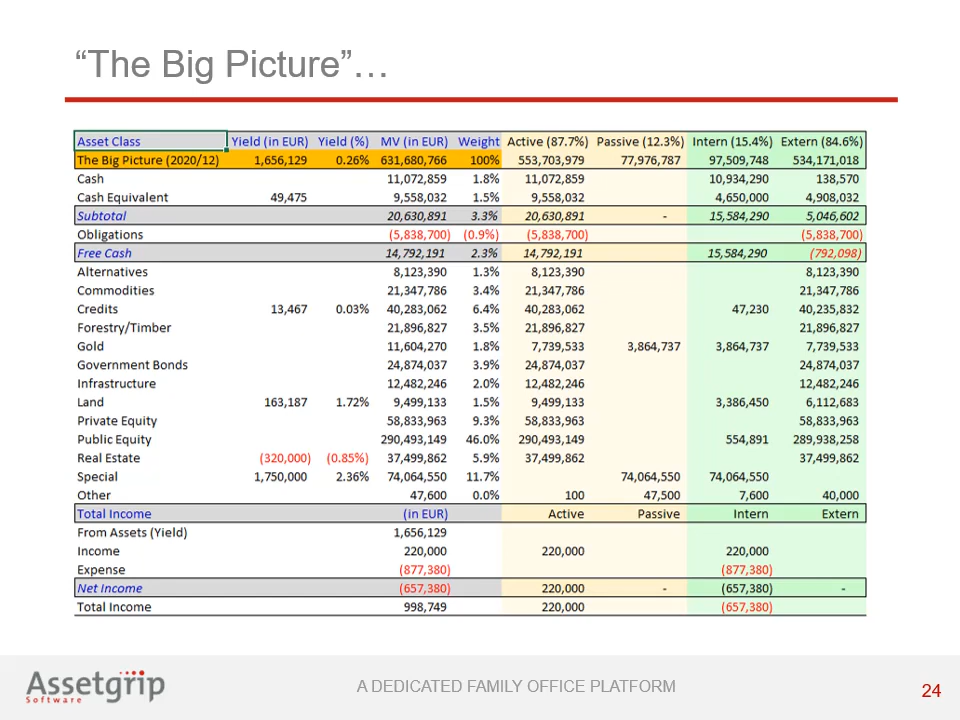 “The Big Picture”…
Asset Class Yield (in EUR) Yield (%) MV (in EUR) Weight Active (87.7%) Passive (12.3%) Intern (15.4%) Extern (84.6%)
The Big Picture (2020/12) 1,656,129 0.26% 631,680,766 100% 553,703,979 77,976,787 97,509,748 534,171,018
Cash 11,072,859 1.8% 11,072,859 10,934,290 138,570
Cash Equivalent 49,475 9,558,032 1.5% 9,558,032 4,650,000 4,908,032
Subtotal 20,630,891 3.3% 20,630,891 - 15,584,290 5,046,602
Obligations (5,838,700) (0.9%) (5,838,700) (5,838,700)
Free Cash 14,792,191 2.3% 14,792,191 15,584,290 (792,098)
Alternatives 8,123,390 1.3% 8,123,390 8,123,390
Commodities 21,347,786 3.4% 21,347,786 21,347,786
Credits 13,467 0.03% 40,283,062 6.4% 40,283,062 47,230 40,235,832
Forestry/Timber 21,896,827 3.5% 21,896,827 21,896,827
Gold 11,604,270 1.8% 7,739,533 3,864,737 3,864,737 7,739,533
Government Bonds 24,874,037 3.9% 24,874,037 24,874,037
Infrastructure 12,482,246 2.0% 12,482,246 12,482,246
Land 163,187 1.72% 9,499,133 1.5% 9,499,133 3,386,450 6,112,683
Private Equity 58,833,963 9.3% 58,833,963 58,833,963
Public Equity 290,493,149 46.0% 290,493,149 554,891 289,938,258
Real Estate (320,000) (0.85%) 37,499,862 5.9% 37,499,862 37,499,862
Special 1,750,000 2.36% 74,064,550 11.7% 74,064,550 74,064,550
Other 47,600 0.0% 100 47,500 7,600 40,000
Total Income (in EUR) Active Passive Intern Extern
From Assets (Yield) 1,656,129
Income 220,000 220,000 220,000
Expense (877,380) (877,380)
Net Income (657,380) 220,000 - (657,380) -
Total Income 998,749 220,000 (657,380)
Assetgrip
Software
A DEDICATED FAMILY OFFICE PLATFORM
24